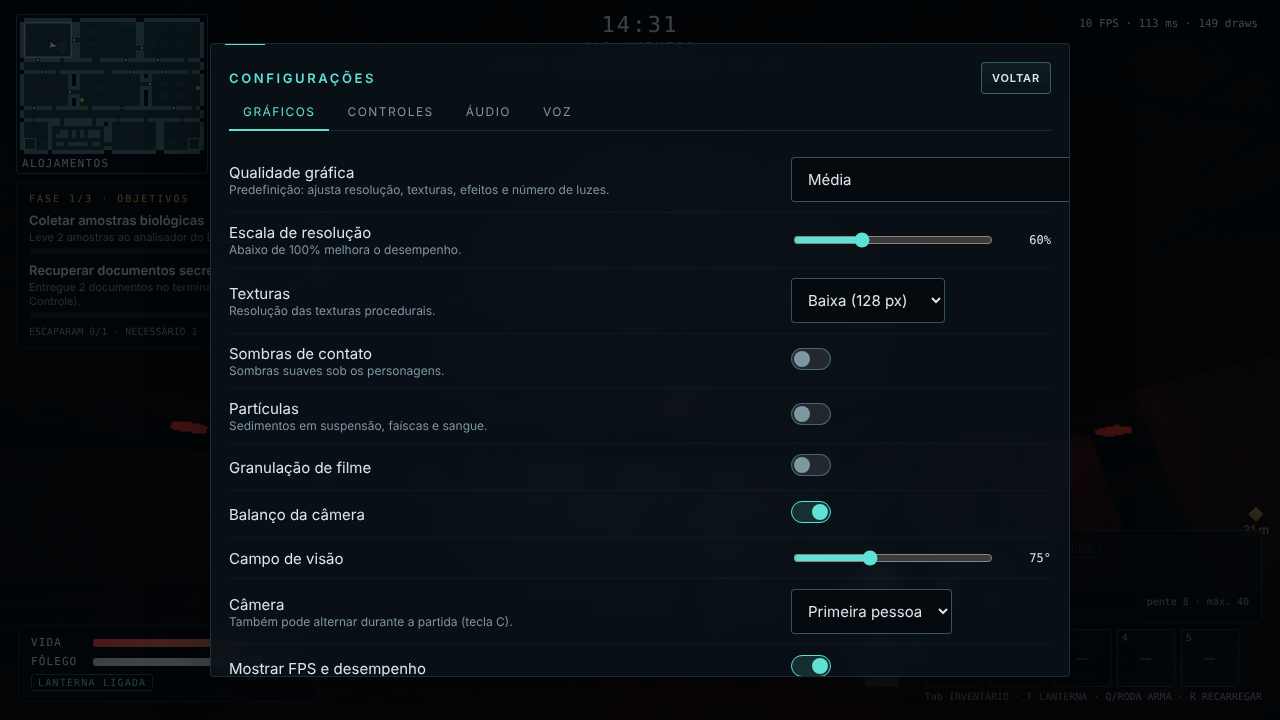 14:31
10 FPS · 113 ms · 149 draws
ALOJAMENTOS
FASE 1/3 · OBJETIVOS
Coletar amostras biológicas
Leve 2 amostras ao analisador do
Recuperar documentos secre
Entregue 2 documentos no termina
Controle).
ESCAPARAM 0/1 · NECESSÁRIO 1
CONFIGURAÇÕES
VOLTAR
GRÁFICOS
CONTROLES
ÁUDIO
VOZ
Qualidade gráfica
Predefinição: ajusta resolução, texturas, efeitos e número de luzes.
Média
Escala de resolução
Abaixo de 100% melhora o desempenho.
60%
Texturas
Resolução das texturas procedurais.
Baixa (128 px)
Sombras de contato
Sombras suaves sob os personagens.
Partículas
Sedimentos em suspensão, faíscas e sangue.
Granulação de filme
Balanço da câmera
Campo de visão
75°
Câmera
Também pode alternar durante a partida (tecla C).
Primeira pessoa
Mostrar FPS e desempenho
31 m
pente 8 · máx. 40
VIDA
FÔLEGO
LANTERNA LIGADA
4
5
Tab INVENTÁRIO · F LANTERNA · Q/RODA ARMA · R RECARREGAR